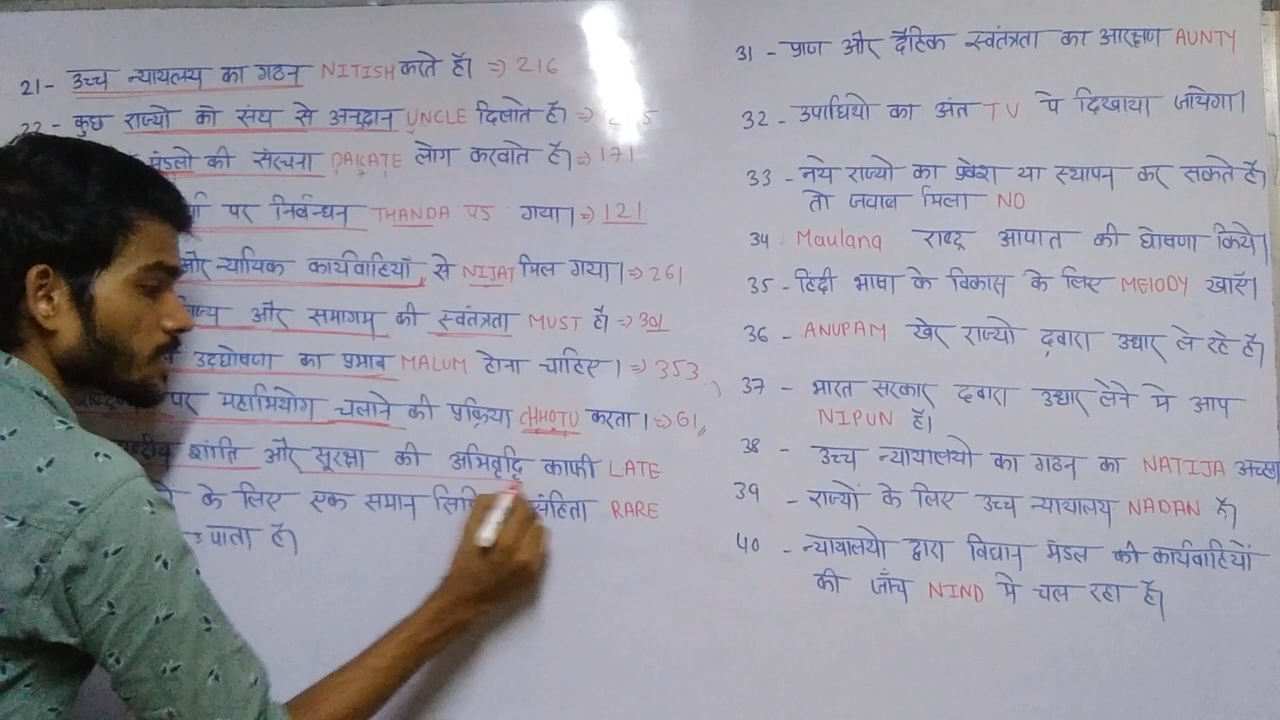 21- उच्च न्यायलय का गठन NITISH करते हैं। => 216
22 - कुछ राज्यो को संघ से अनुदान UNCLE दिलाते हैं =>
मंडलो की संरचना DAKATE लोग करवाते हैं। => 171
पर निर्वन्धन THANDA पड़ गया। => 121
और न्यायिक कार्यवाहियाँ से NIJAT मिल गया। => 261
और समागम की स्वतंत्रता MUST है। => 301
उद्घोषणा का प्रभाव MALUM होना चाहिए। => 353
पर महाभियोग चलाने की प्रक्रिया CHHOTU करता। => 61
शांति और सुरक्षा की अभिवृद्दि काफी LATE
के लिए एक समान संहिता RARE
पाता है।
31 - प्राण और दैहिक स्वतंत्रता का आरक्षण AUNTY
32 - उपाधियो का अंत TV पे दिखाया जायेगा।
33 - नये राज्यो का प्रवेश या स्थापन कर सकते है।
तो जवाब मिला NO
34 Maulana राष्ट्र आपात की घोषणा किये।
35 - हिंदी भाषा के विकास के लिए MElODY खाएँ।
36 - ANUPAM खेर राज्यो द्वारा उधार ले रहे है।
37 - भारत सरकार द्वारा उधार लेने मे आप
NIPUN है।
38 - उच्च न्यायालयो का गठन का NATIJA अच्छा
39 - राज्यों के लिए उच्च न्यायालय NADAN है।
40 - न्यायालयो द्वारा विधान मंडल की कार्यवाहियों
की जाँच NIND मे चल रहा है।